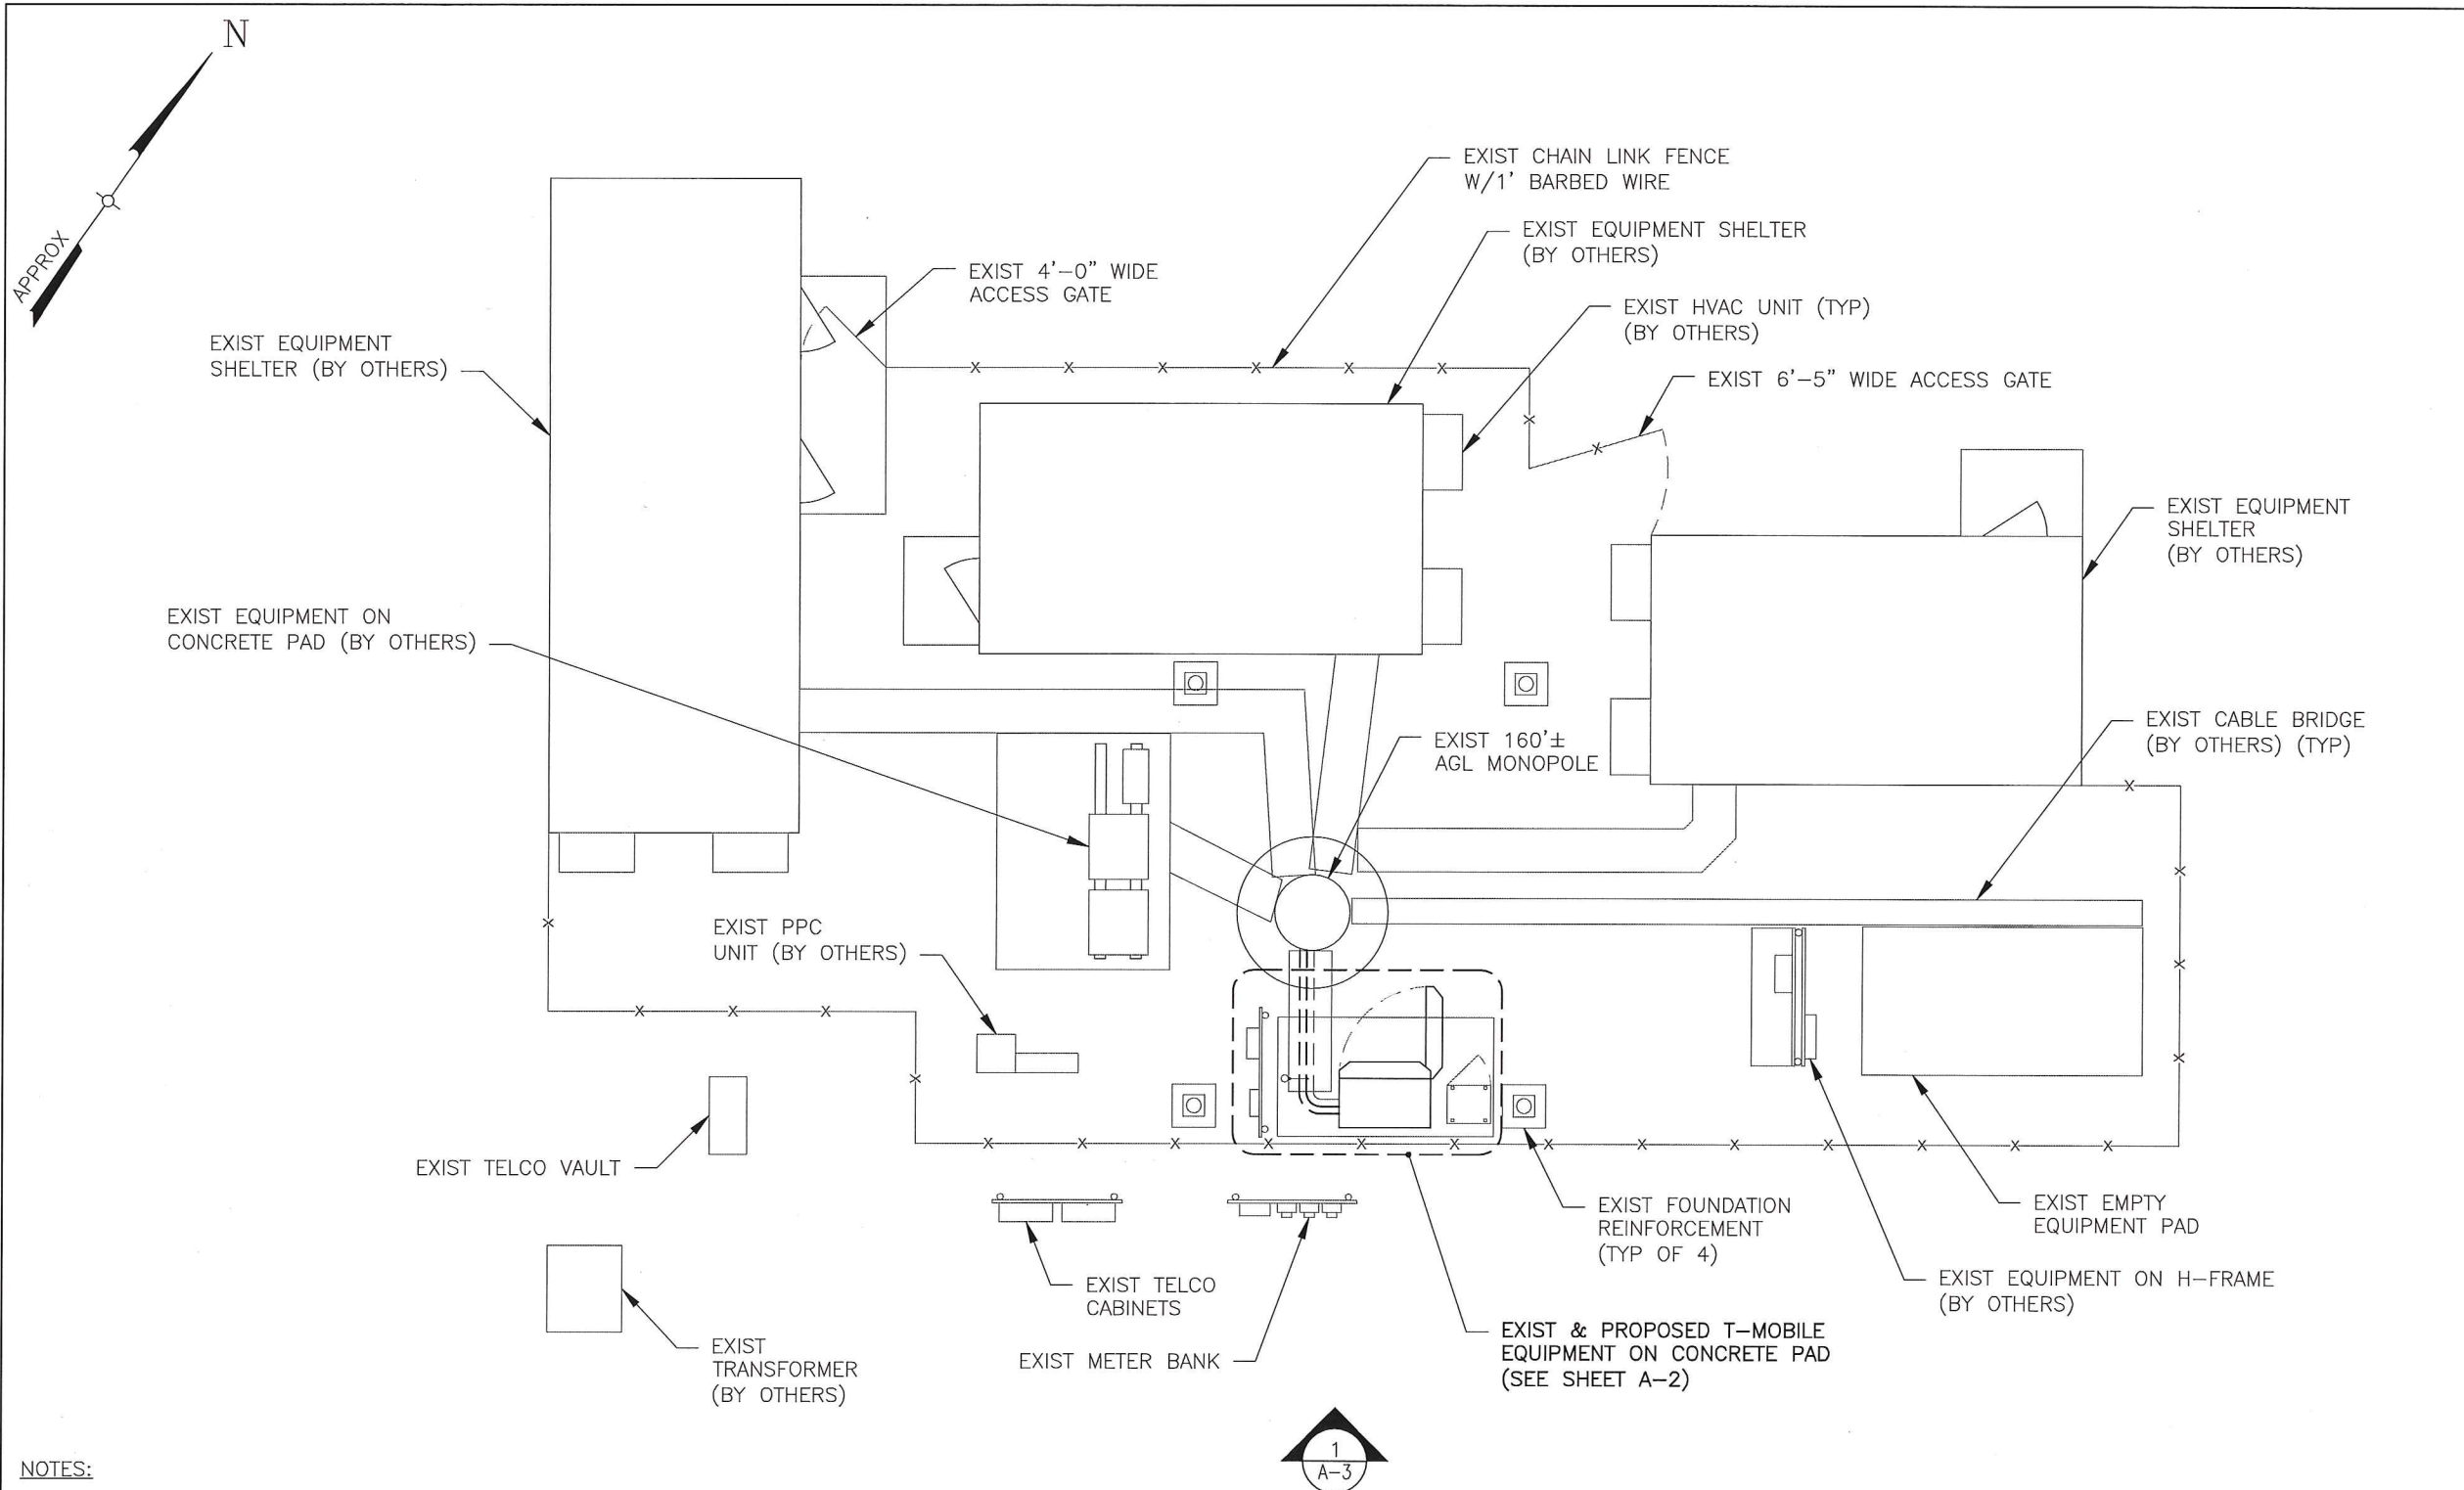 N
APPROX
EXIST CHAIN LINK FENCE
W/1' BARBED WIRE
EXIST EQUIPMENT SHELTER
(BY OTHERS)
EXIST 4'-0" WIDE
ACCESS GATE
EXIST HVAC UNIT (TYP)
(BY OTHERS)
EXIST EQUIPMENT
SHELTER (BY OTHERS)
EXIST 6'-5" WIDE ACCESS GATE
EXIST EQUIPMENT
SHELTER
(BY OTHERS)
EXIST EQUIPMENT ON
CONCRETE PAD (BY OTHERS)
EXIST CABLE BRIDGE
(BY OTHERS) (TYP)
EXIST 160'±
AGL MONOPOLE
EXIST PPC
UNIT (BY OTHERS)
EXIST TELCO VAULT
EXIST FOUNDATION
REINFORCEMENT
(TYP OF 4)
EXIST EMPTY
EQUIPMENT PAD
EXIST TELCO
CABINETS
EXIST EQUIPMENT ON H-FRAME
(BY OTHERS)
EXIST
TRANSFORMER
(BY OTHERS)
EXIST METER BANK
EXIST & PROPOSED T-MOBILE
EQUIPMENT ON CONCRETE PAD
(SEE SHEET A-2)
1
A-3
NOTES: